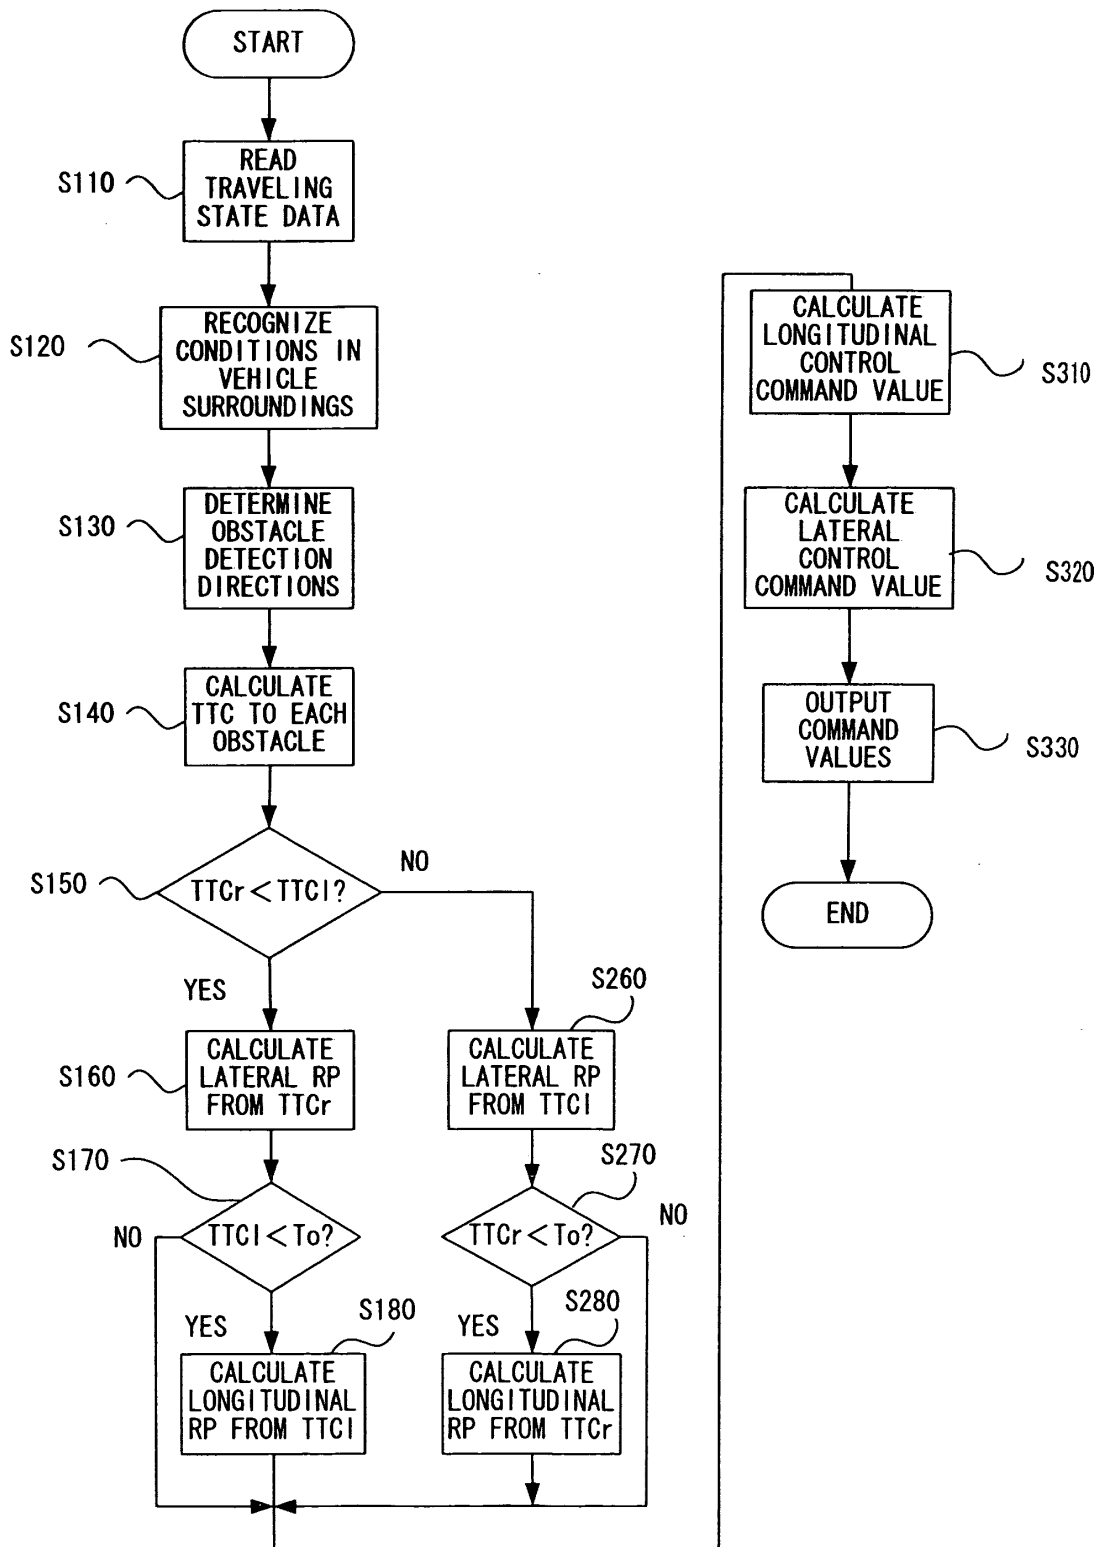 START
S110
READ
TRAVELING
STATE DATA
S120
RECOGNIZE
CONDITIONS IN
VEHICLE
SURROUNDINGS
S130
DETERMINE
OBSTACLE
DETECTION
DIRECTIONS
S140
CALCULATE
TTC TO EACH
OBSTACLE
S150
TTCr < TTCl?
NO
YES
S160
CALCULATE
LATERAL RP
FROM TTCr
S260
CALCULATE
LATERAL RP
FROM TTCl
S170
TTCl < To?
NO
YES
S270
TTCr < To?
NO
YES
S180
CALCULATE
LONGITUDINAL
RP FROM TTCl
S280
CALCULATE
LONGITUDINAL
RP FROM TTCr
CALCULATE
LONGITUDINAL
CONTROL
COMMAND VALUE
S310
CALCULATE
LATERAL
CONTROL
COMMAND VALUE
S320
OUTPUT
COMMAND
VALUES
S330
END